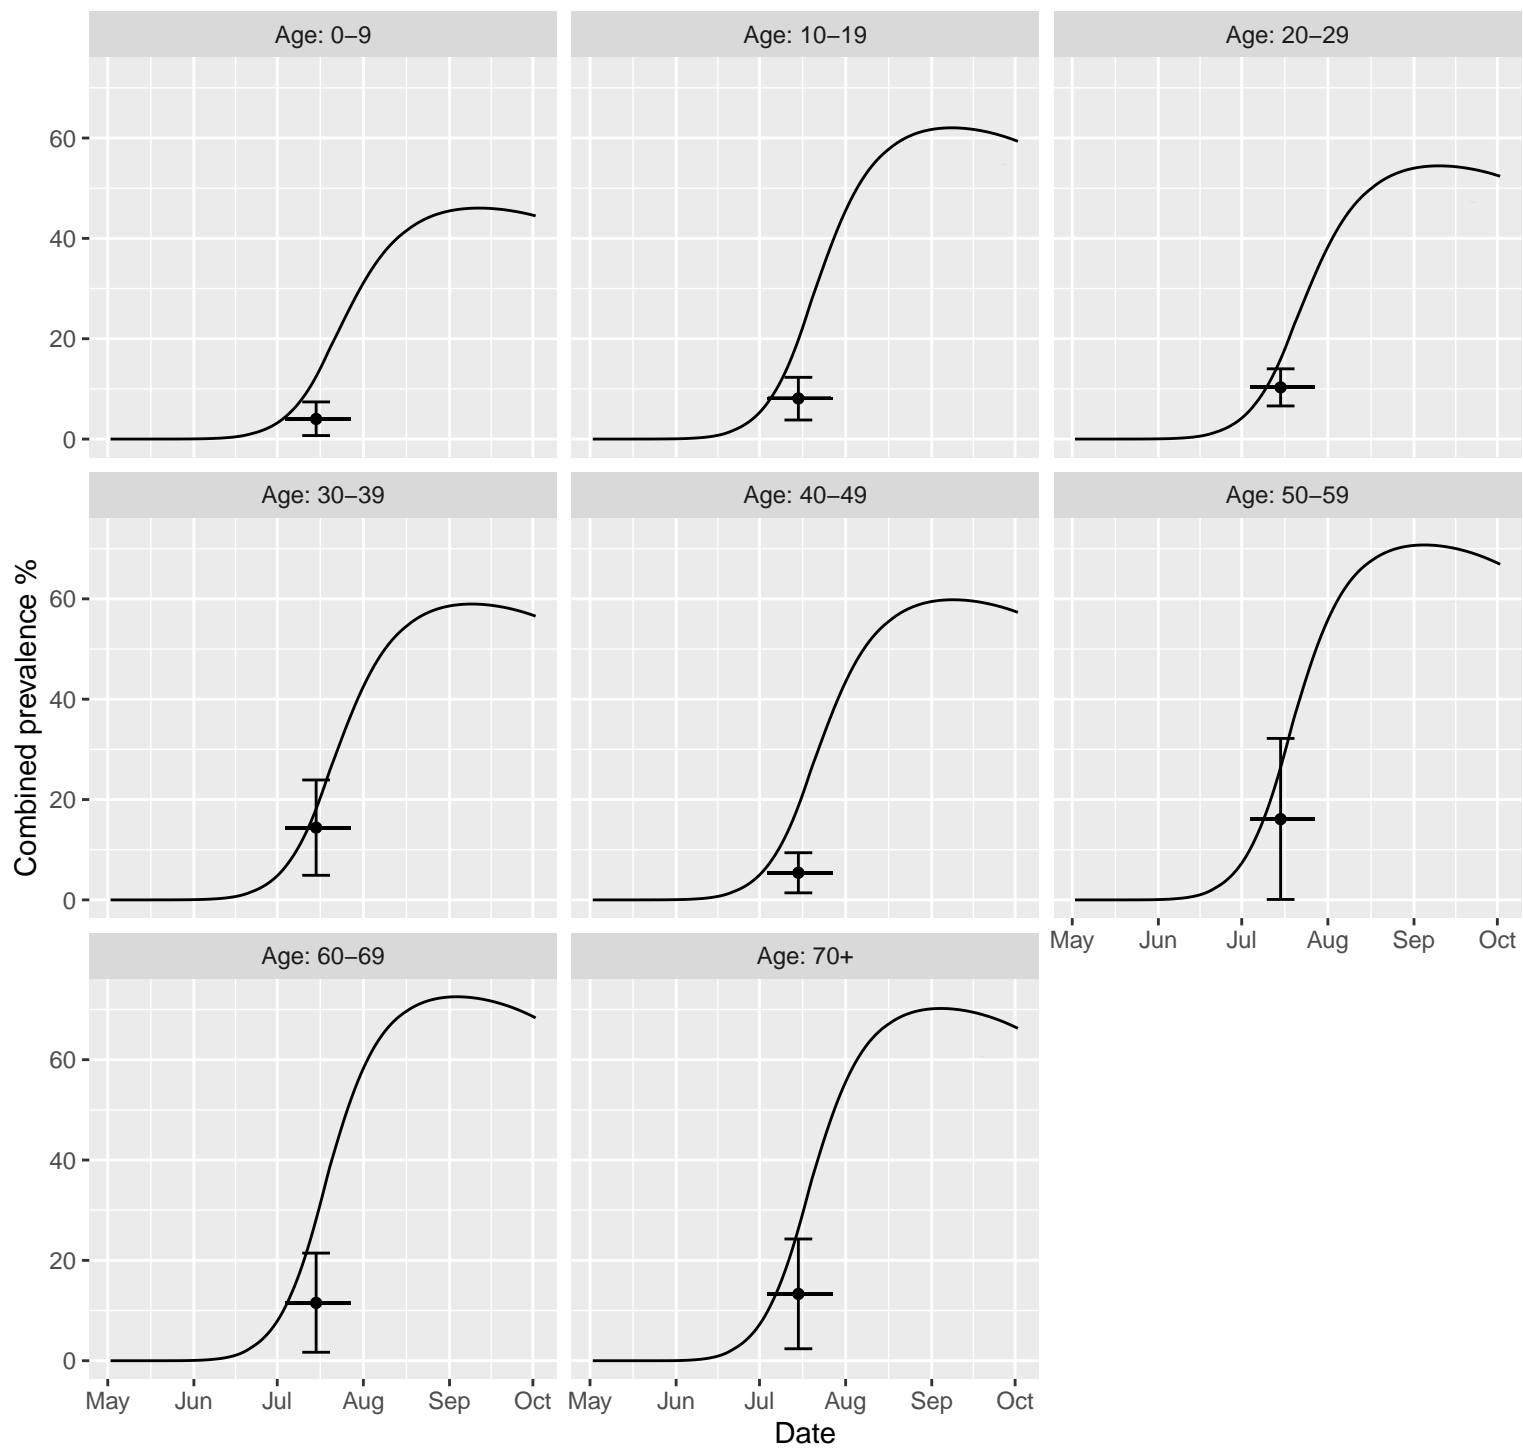 Age: 0–9
Age: 10–19
Age: 20–29
60
40
20
0
Age: 30–39
Age: 40–49
Age: 50–59
Combined prevalence %
60
40
20
0
May Jun Jul Aug Sep Oct
Age: 60–69
Age: 70+
60
40
20
0
May Jun Jul Aug Sep Oct
May Jun Jul Aug Sep Oct
Date